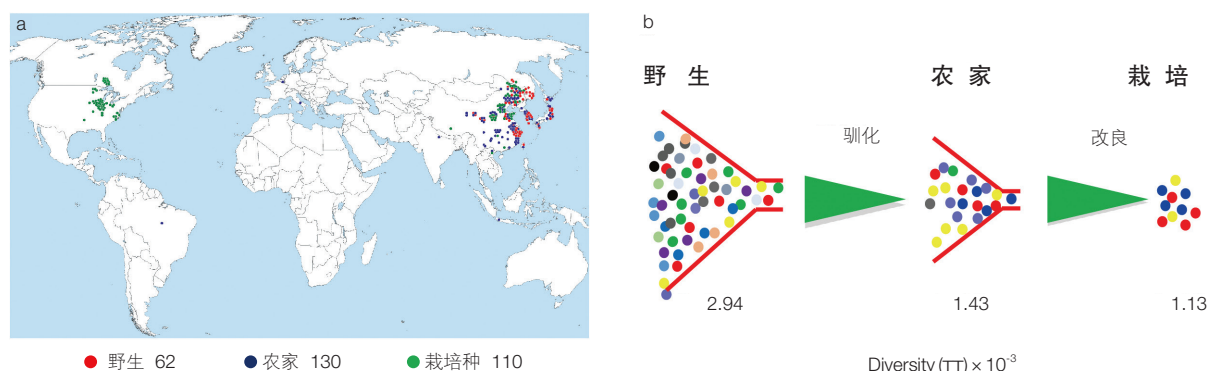 a
野生 62
农家 130
栽培种 110
b
野 生
农 家
栽 培
驯化
改良
2.94
1.43
1.13
Diversity (π) × 10⁻³